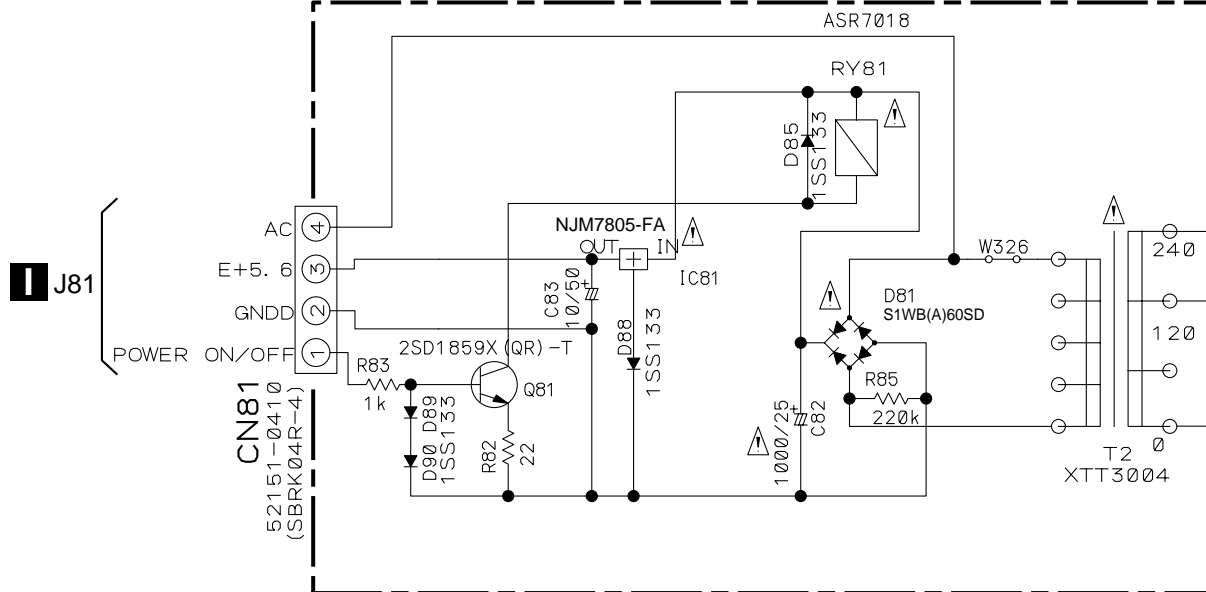 ASR7018
RY81
D85
1SS133
NJM7805-FA
OUT
IN
IC81
AC
4
E+5. 6
3
I J81
GNDD
2
POWER ON/OFF
1
CN81
52151-0410
(SBRK04R-4)
C83
10/50
+
D88
1SS133
2SD1859X(QR)-T
Q81
R83
1k
D90 D89
1SS133
R82
22
W326
D81
S1WB(A)60SD
R85
220k
1000/25
+
C82
240
120
0
T2
XTT3004